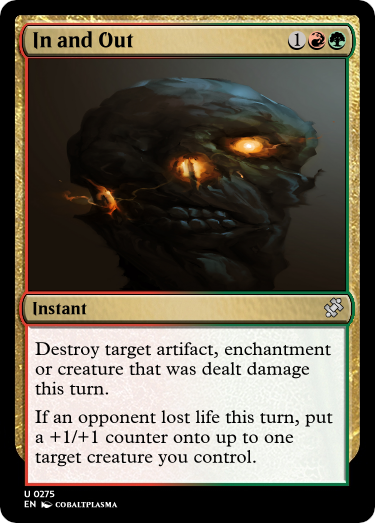 In and Out 1
Instant
Destroy target artifact, enchantment
or creature that was dealt damage
this turn.
If an opponent lost life this turn, put
a +1/+1 counter onto up to one
target creature you control.
U 0275
EN COBALTPLASMA